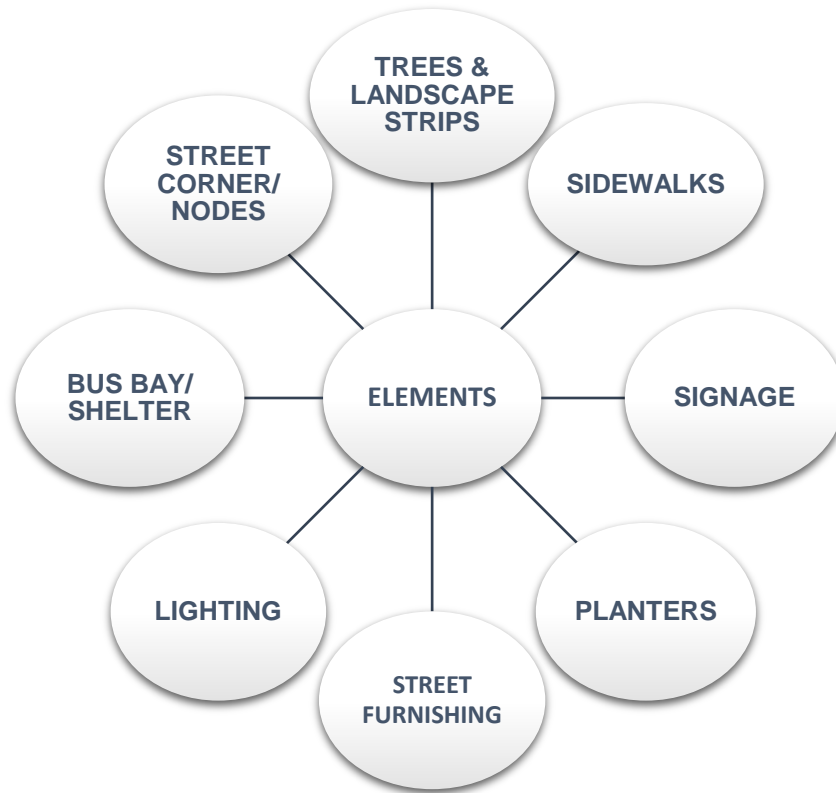 TREES &
LANDSCAPE
STRIPS
STREET
CORNER/
NODES
SIDEWALKS
BUS BAY/
SHELTER
ELEMENTS
SIGNAGE
LIGHTING
PLANTERS
STREET
FURNISHING